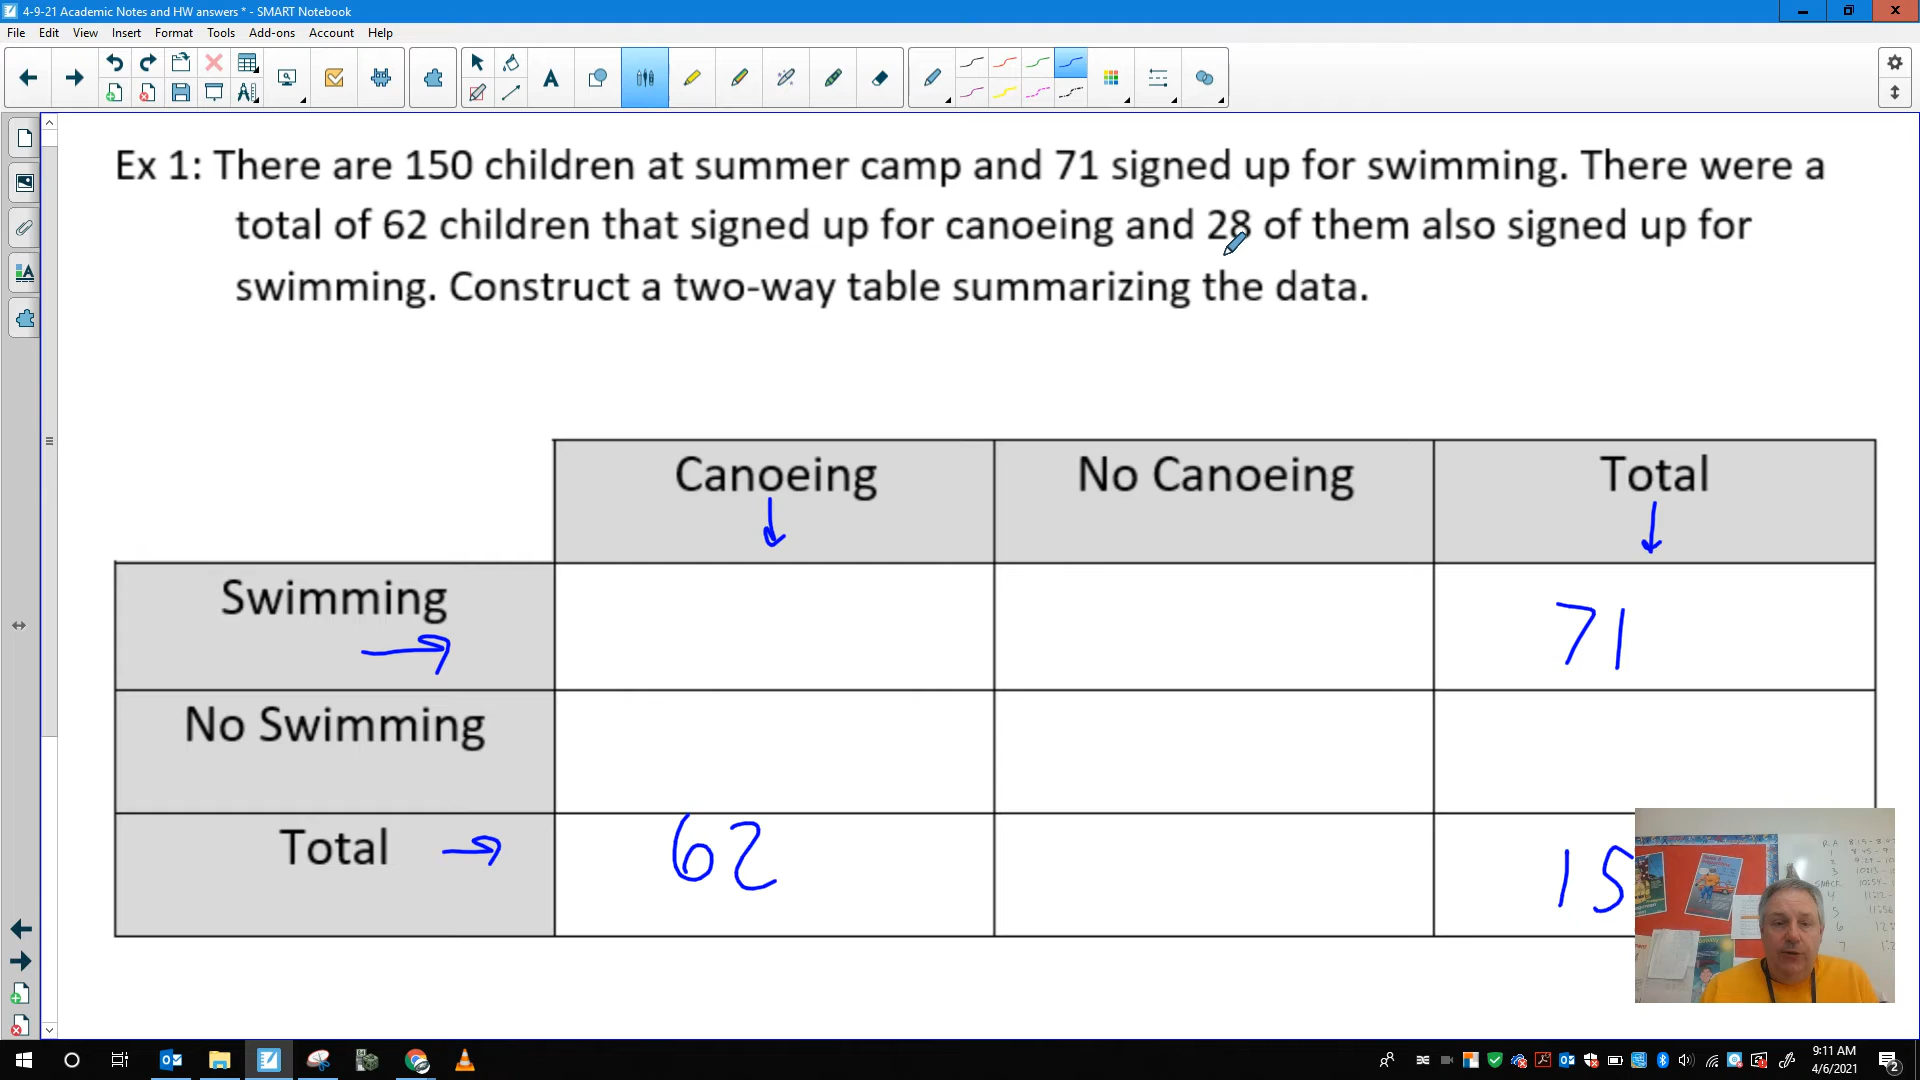 4-9-21 Academic Notes and HW answers * - SMART Notebook
File Edit View Insert Format Tools Add-ons Account Help
Ex 1: There are 150 children at summer camp and 71 signed up for swimming. There were a
total of 62 children that signed up for canoeing and 28 of them also signed up for
swimming. Construct a two-way table summarizing the data.
Canoeing No Canoeing Total
Swimming 71
No Swimming
Total 62 15
9:11 AM
4/6/2021
2